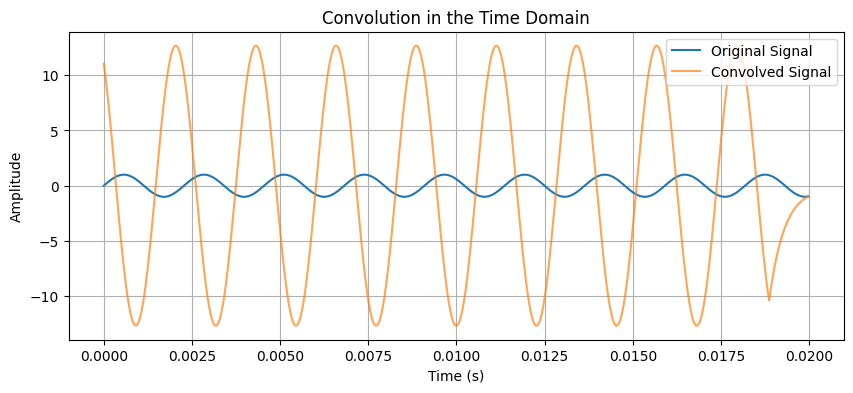 Convolution in the Time Domain
Original Signal
Convolved Signal
Amplitude
10
5
0
−5
−10
0.0000 0.0025 0.0050 0.0075 0.0100 0.0125 0.0150 0.0175 0.0200
Time (s)